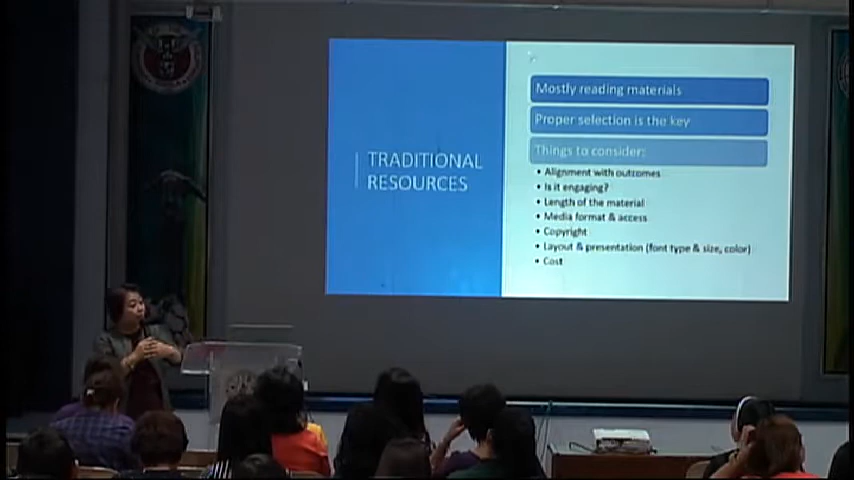 TRADITIONAL
RESOURCES
Mostly reading materials
Proper selection is the key
Things to consider:
• Alignment with outcomes
• Is it engaging?
• Length of the material
• Media format & access
• Copyright
• Layout & presentation (font type & size, color)
• Cost